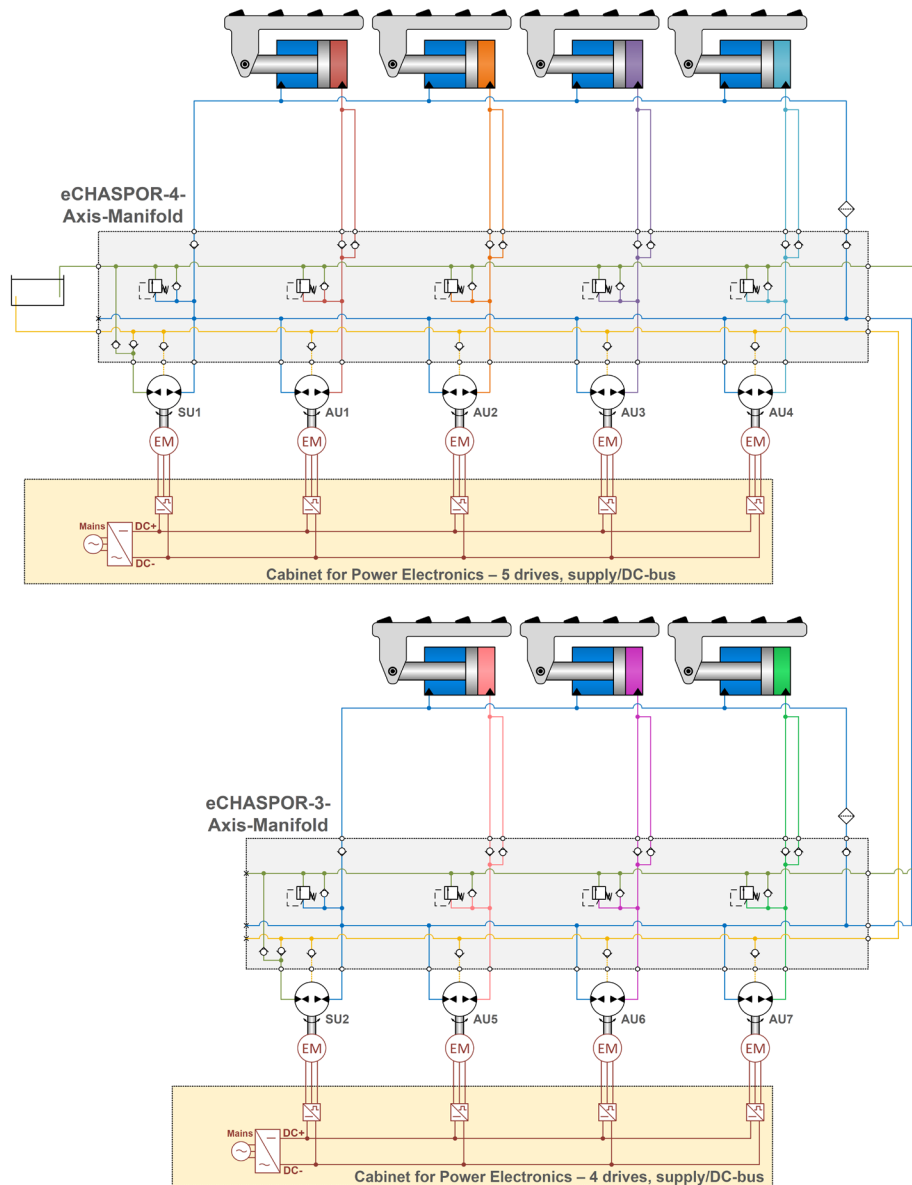 eCHASPOR-4-
Axis-Manifold
SU1
AU1
AU2
AU3
AU4
EM
EM
EM
EM
EM
Mains
DC+
DC-
Cabinet for Power Electronics – 5 drives, supply/DC-bus
eCHASPOR-3-
Axis-Manifold
SU2
AU5
AU6
AU7
EM
EM
EM
EM
Mains
DC+
DC-
Cabinet for Power Electronics – 4 drives, supply/DC-bus